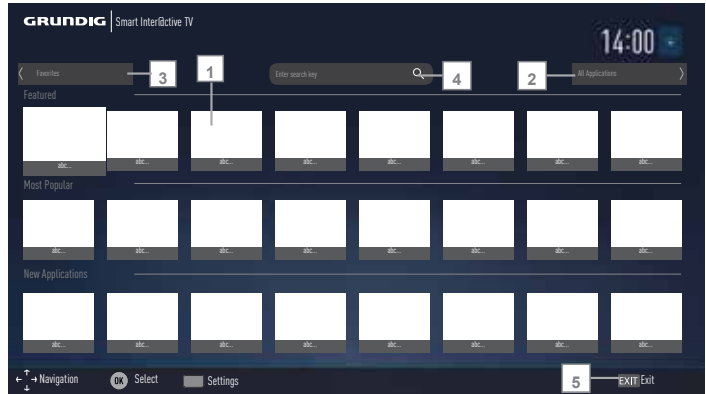 GRUNDIG Smart Inter@ctive TV
14:00
Favorites
3
1
Enter search key
4
2
All Applications
Featured
abc... abc... abc... abc... abc... abc... abc... abc...
Most Popular
abc... abc... abc... abc... abc... abc... abc... abc...
New Applications
abc... abc... abc... abc... abc... abc... abc... abc...
Navigation OK Select Settings 5 EXIT Exit